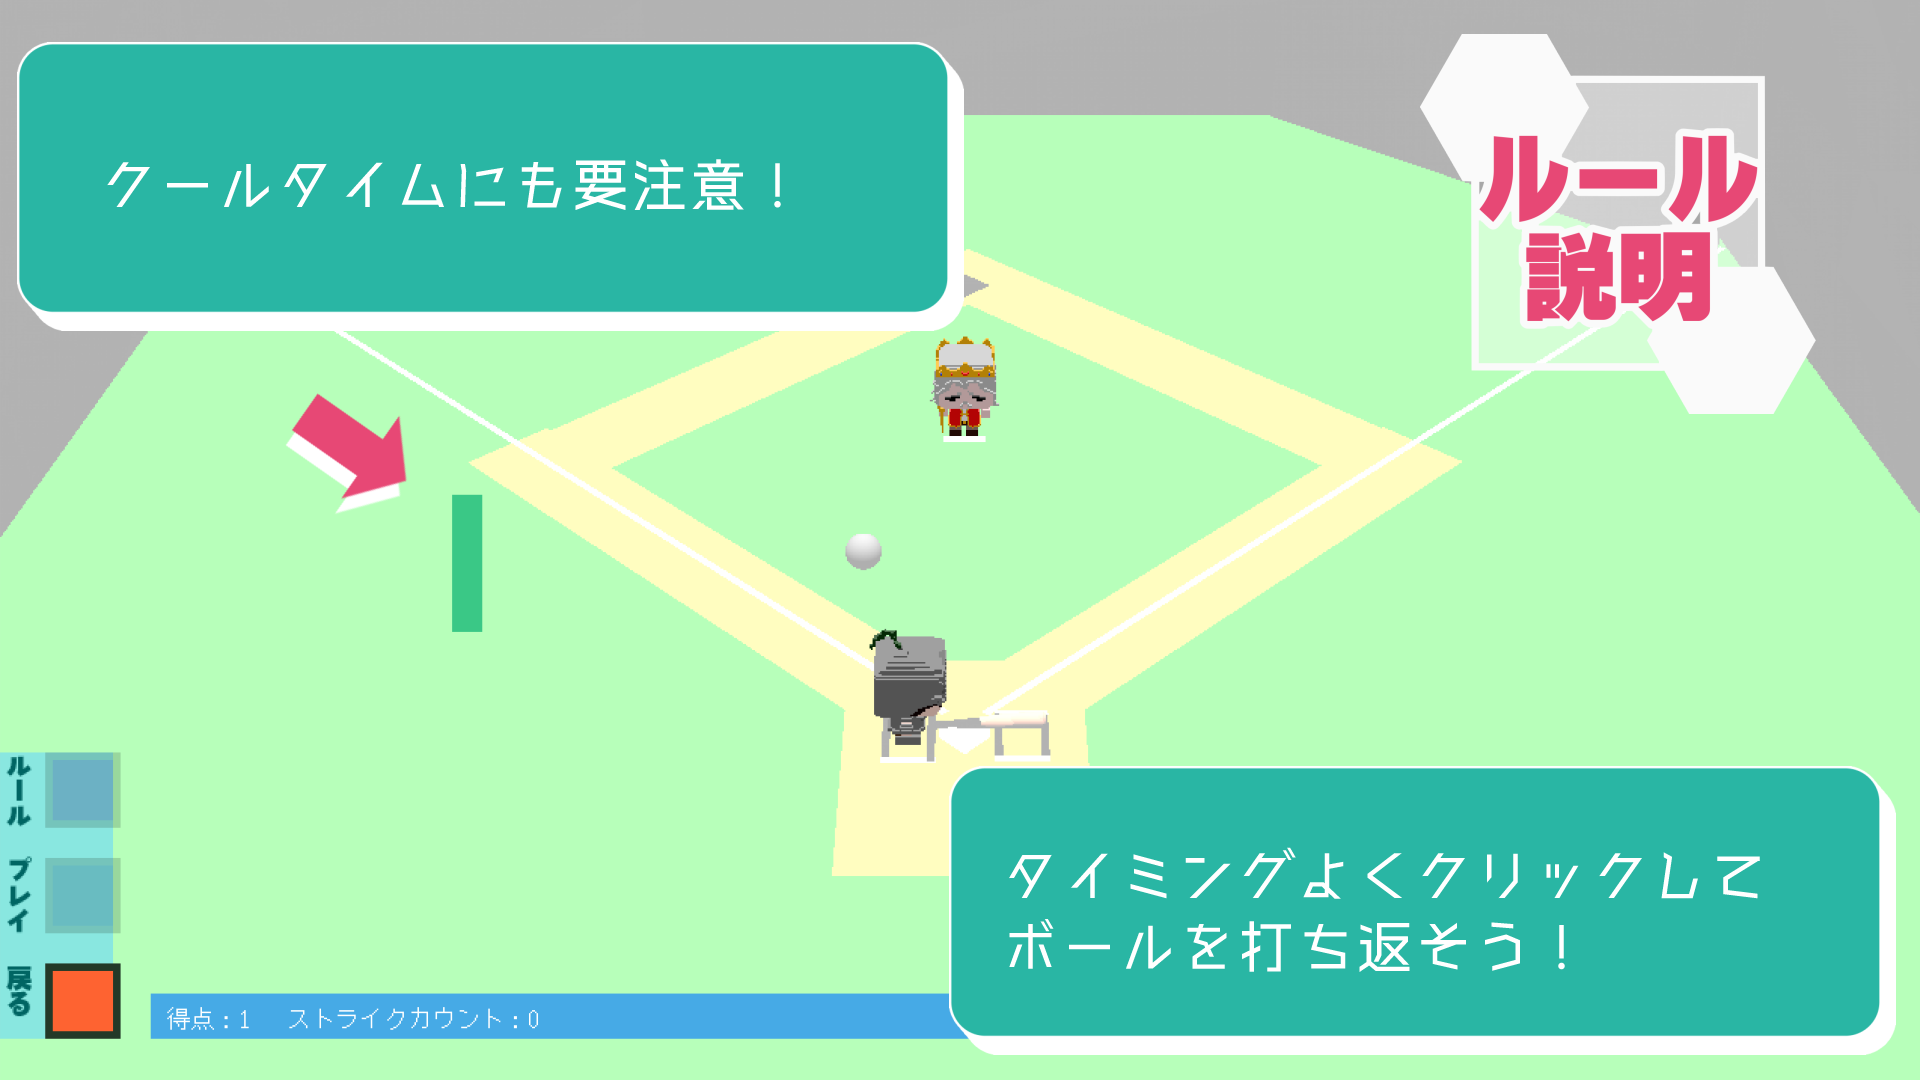 クールタイムにも要注意！
ルール
説明
タイミングよくクリックして
ボールを打ち返そう！
ルール
プレイ
戻る
得点：1　ストライクカウント：0